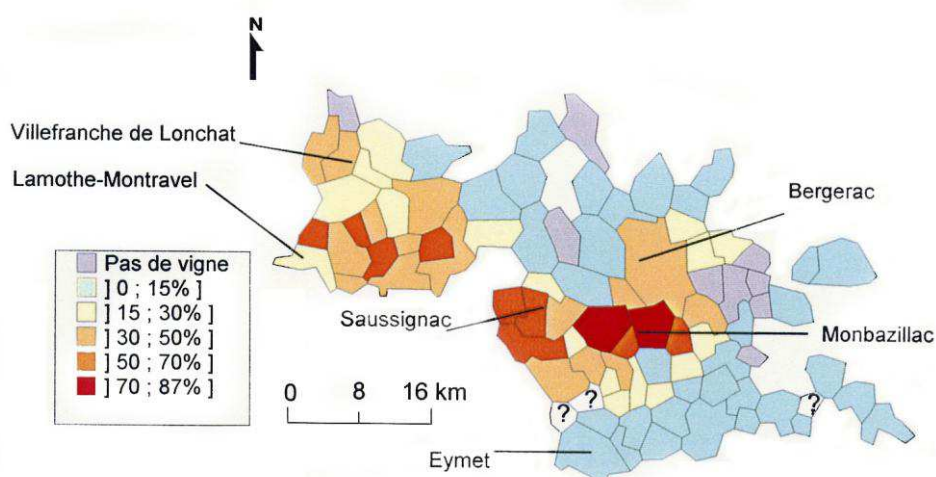 N
Villefranche de Lonchat
Lamothe-Montravel
Bergerac
Pas de vigne
] 0 ; 15% ]
] 15 ; 30% ]
] 30 ; 50% ]
] 50 ; 70% ]
] 70 ; 87% ]
Saussignac
Monbazillac
0 8 16 km
? ? ?
Eymet